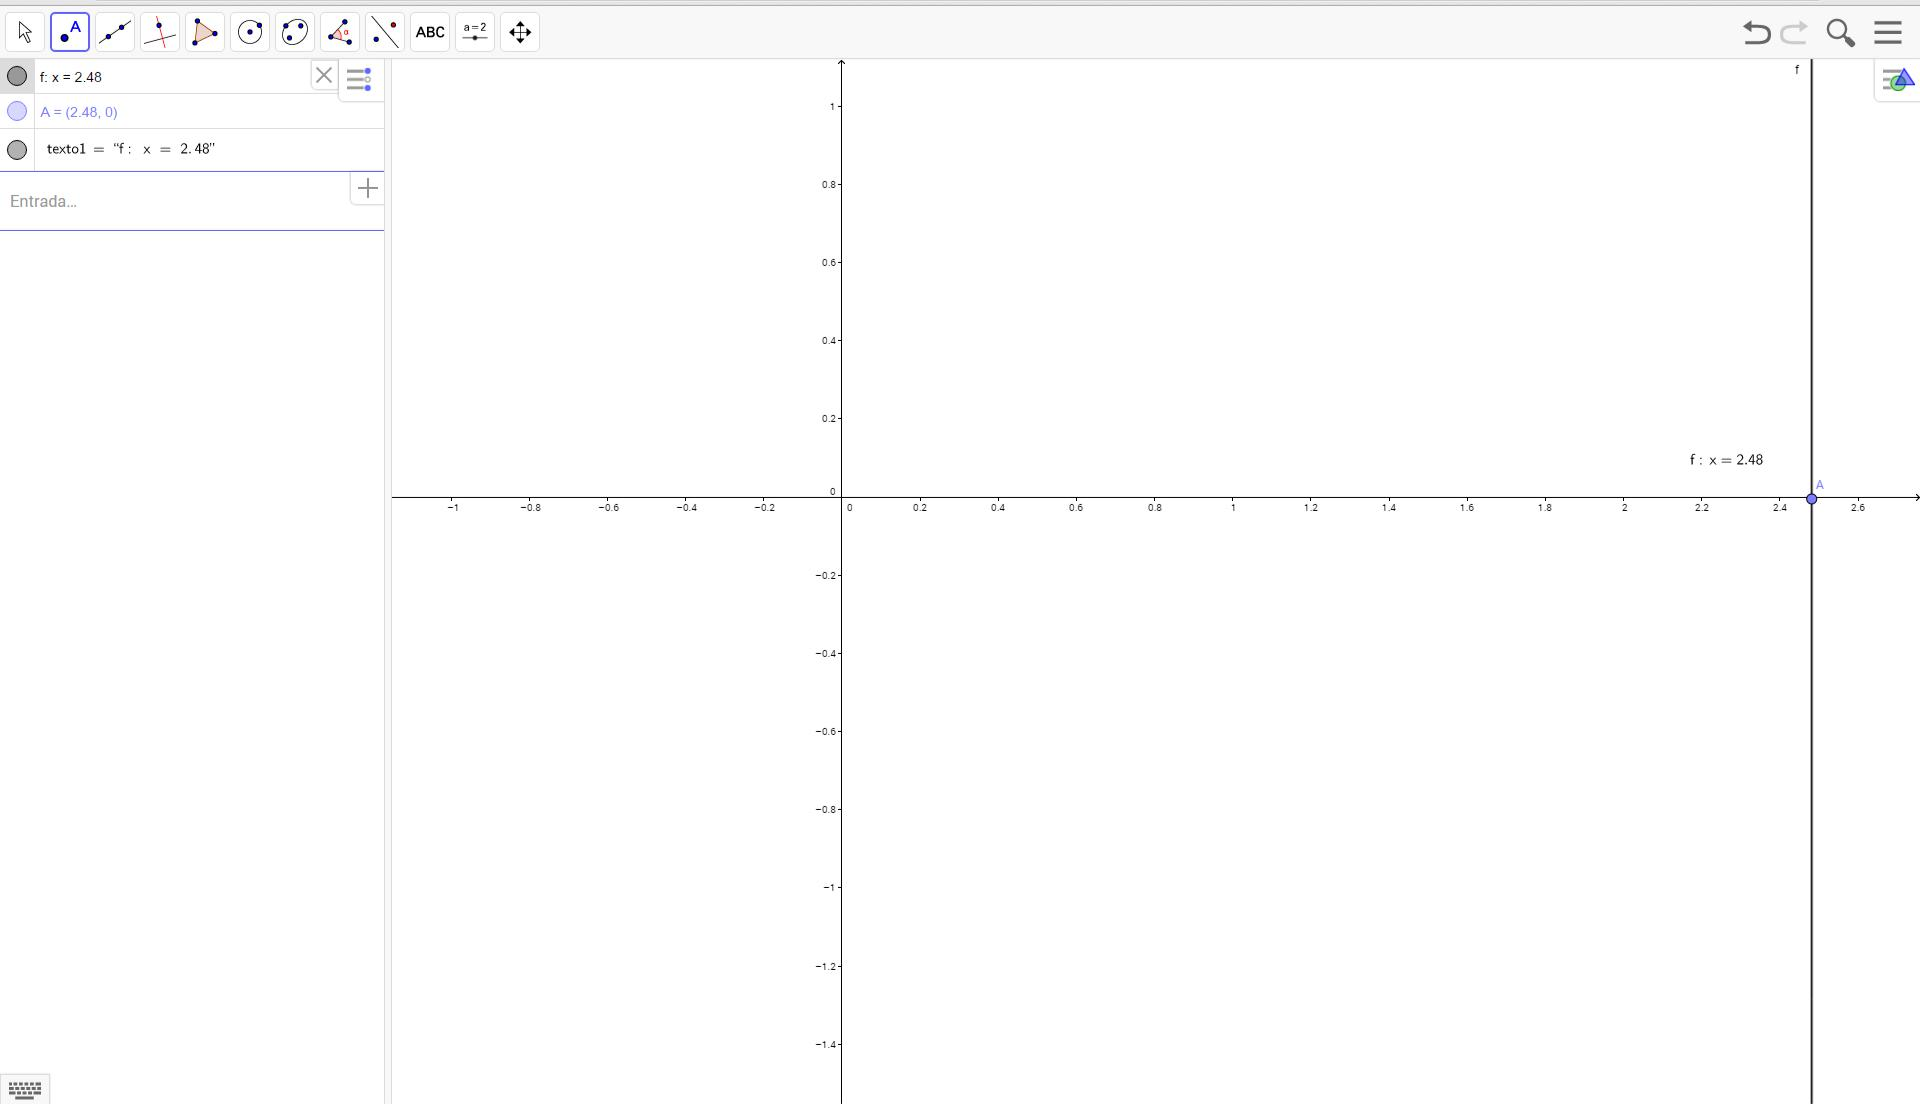 A
α
ABC
a=2
f: x = 2.48
A = (2.48, 0)
texto1 = “f : x = 2.48”
Entrada...
f
1
0.8
0.6
0.4
0.2
f : x = 2.48
A
0
−1 −0.8 −0.6 −0.4 −0.2 0 0.2 0.4 0.6 0.8 1 1.2 1.4 1.6 1.8 2 2.2 2.4 2.6
−0.2
−0.4
−0.6
−0.8
−1
−1.2
−1.4